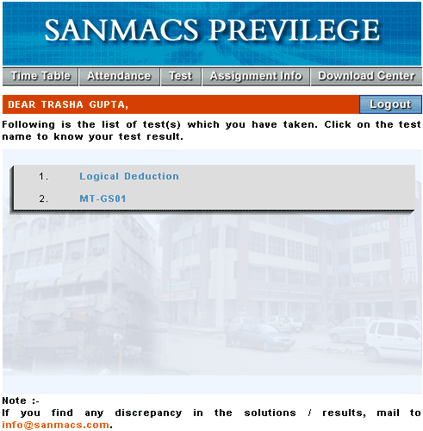 SANMACS PREVILEGE
Time Table Attendance Test Assignment Info Download Center
DEAR TRASHA GUPTA, Logout
Following is the list of test(s) which you have taken. Click on the test
name to know your test result.
1. Logical Deduction
2. MT-GS01
Note :-
If you find any discrepancy in the solutions / results, mail to
info@sanmacs.com.